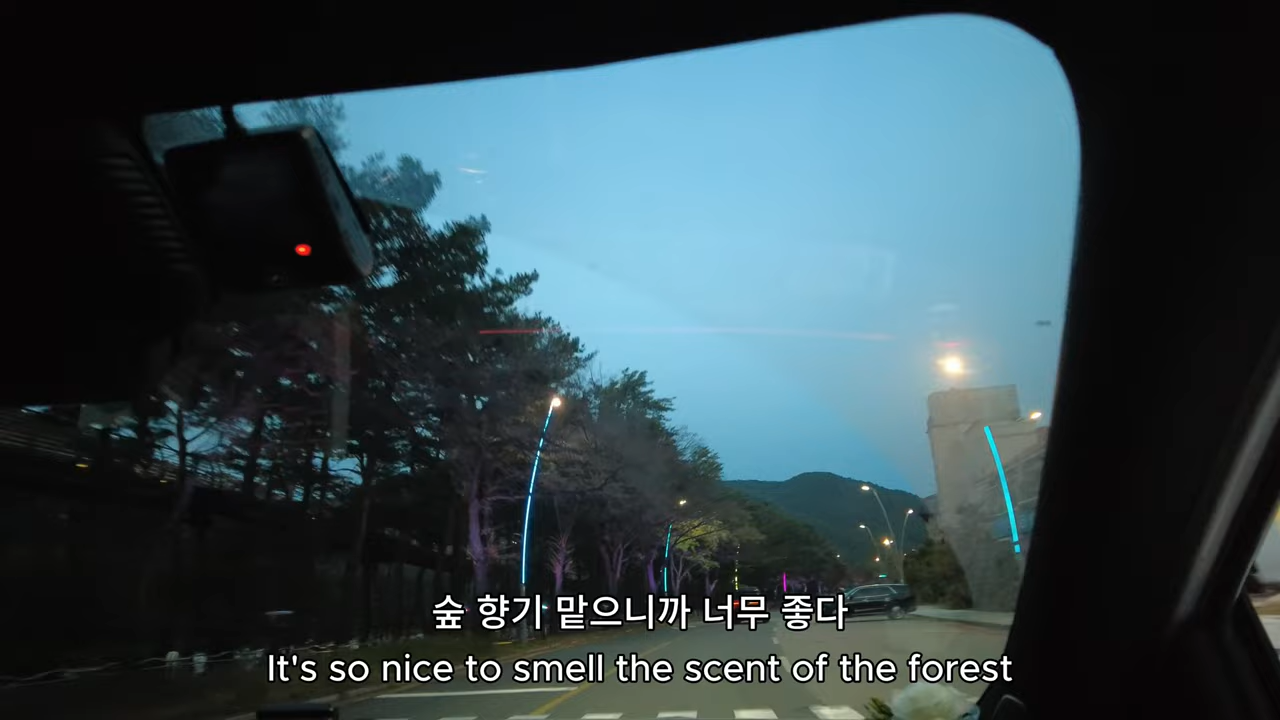 숲 향기 맡으니까 너무 좋다
It's so nice to smell the scent of the forest